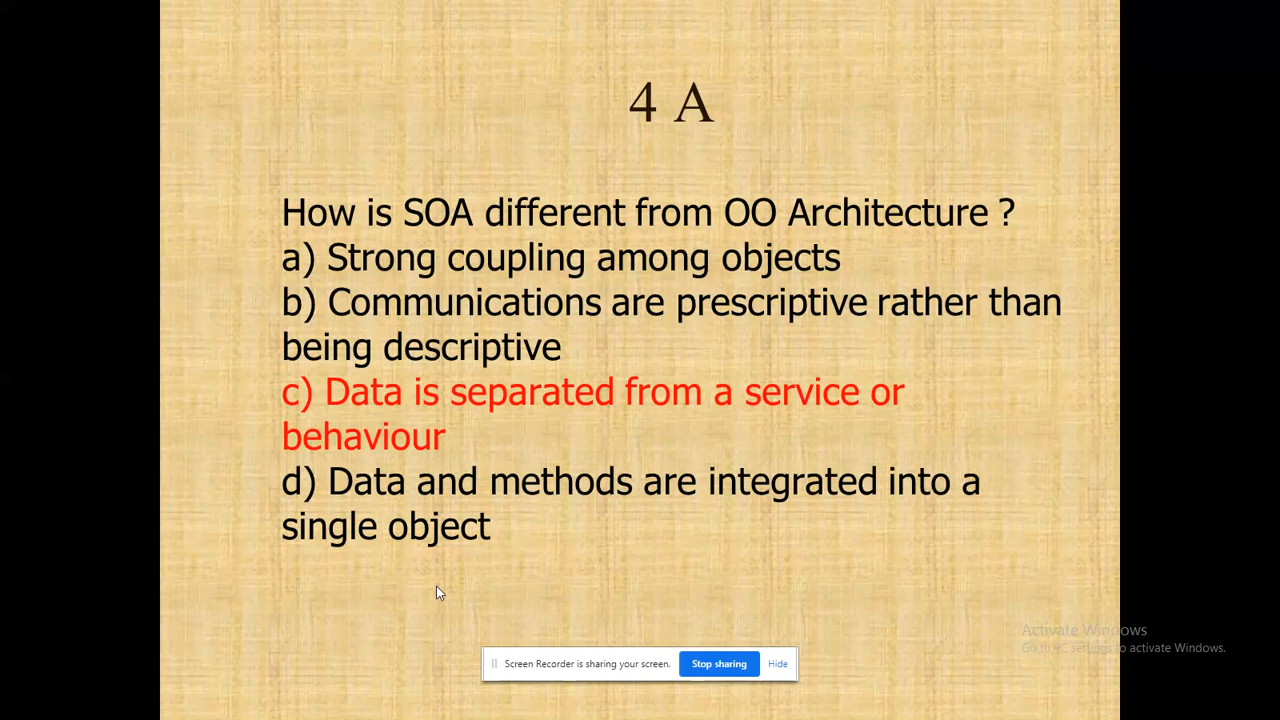 4 A
How is SOA different from OO Architecture ?
a) Strong coupling among objects
b) Communications are prescriptive rather than
being descriptive
c) Data is separated from a service or
behaviour
d) Data and methods are integrated into a
single object
Activate Windows
Go to PC settings to activate Windows.
Screen Recorder is sharing your screen. Stop sharing Hide